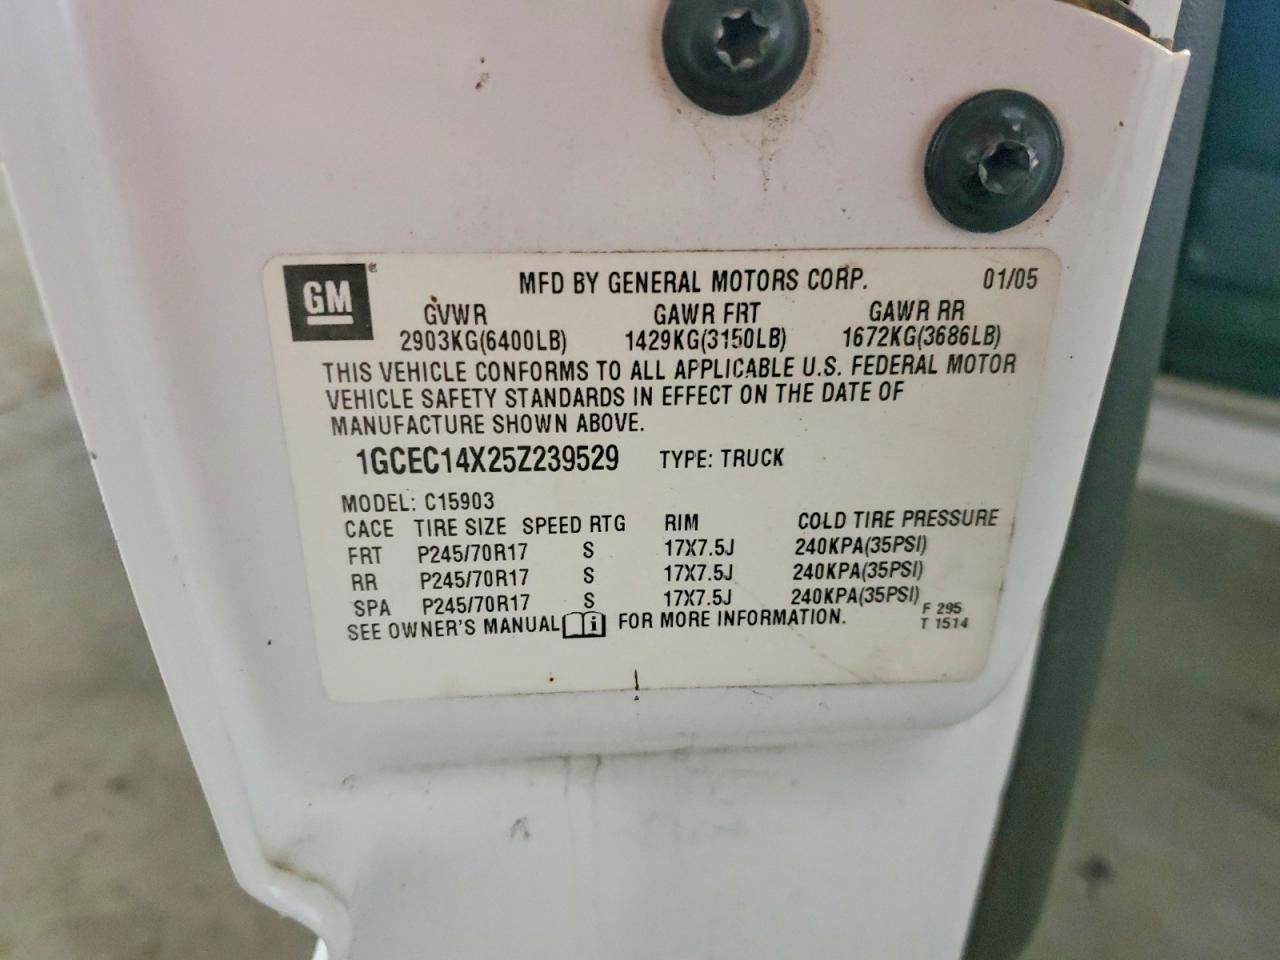 GM® MFD BY GENERAL MOTORS CORP. 01/05
GVWR GAWR FRT GAWR RR
2903KG(6400LB) 1429KG(3150LB) 1672KG(3686LB)
THIS VEHICLE CONFORMS TO ALL APPLICABLE U.S. FEDERAL MOTOR
VEHICLE SAFETY STANDARDS IN EFFECT ON THE DATE OF
MANUFACTURE SHOWN ABOVE.
1GCEC14X25Z239529 TYPE: TRUCK
MODEL: C15903
CACE TIRE SIZE SPEED RTG RIM COLD TIRE PRESSURE
FRT P245/70R17 S 17X7.5J 240KPA(35PSI)
RR P245/70R17 S 17X7.5J 240KPA(35PSI)
SPA P245/70R17 S 17X7.5J 240KPA(35PSI)
SEE OWNER'S MANUAL i FOR MORE INFORMATION.
F 295
T 1514